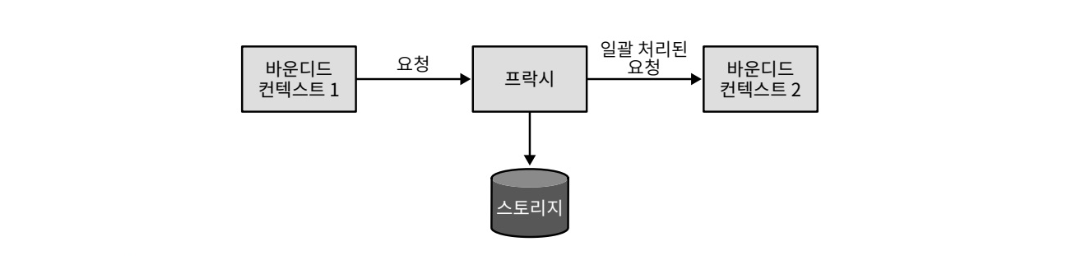 바운디드
컨텍스트 1
요청
프락시
일괄 처리된
요청
바운디드
컨텍스트 2
스토리지